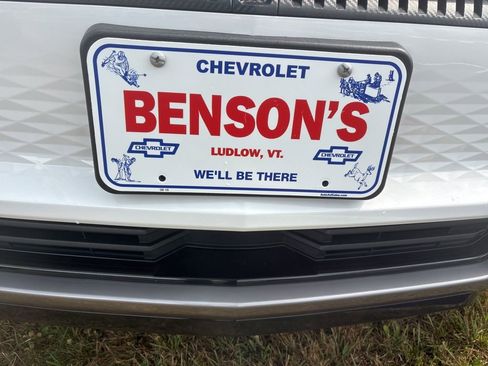 CHEVROLET
BENSON'S
LUDLOW, VT.
CHEVROLET
CHEVROLET
WE'LL BE THERE